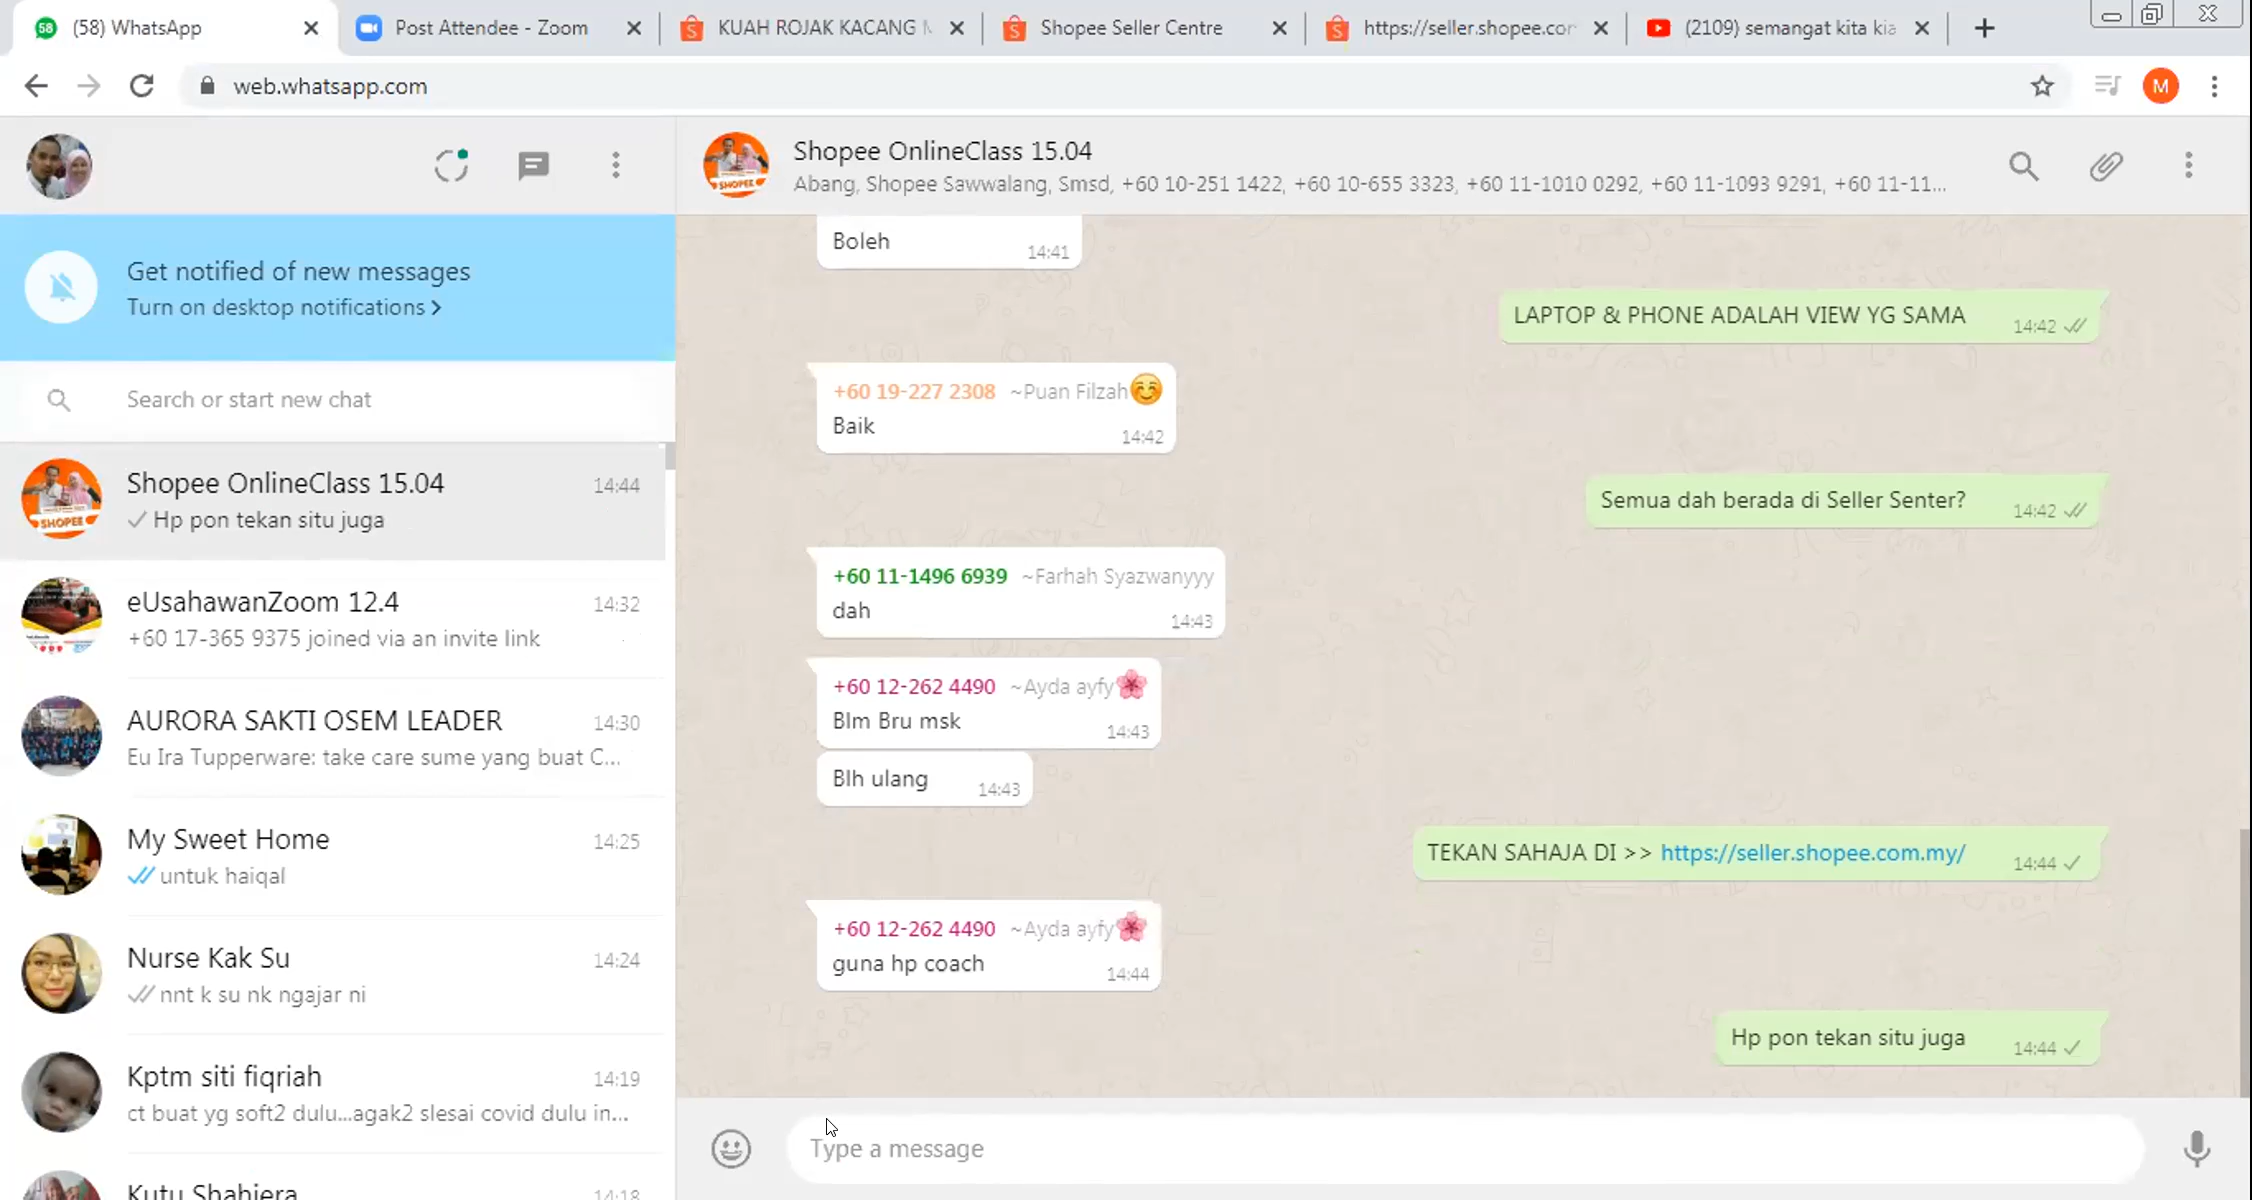 (58) WhatsApp
Post Attendee - Zoom
KUAH ROJAK KACANG
Shopee Seller Centre
https://seller.shopee.cor
(2109) semangat kita kia
web.whatsapp.com
M
Shopee OnlineClass 15.04
Abang, Shopee Sawwalang, Smsd, +60 10-251 1422, +60 10-655 3323, +60 11-1010 0292, +60 11-1093 9291, +60 11-11...
Get notified of new messages
Turn on desktop notifications >
Search or start new chat
SHOPEE
Shopee OnlineClass 15.04 14:44
Hp pon tekan situ juga
eUsahawanZoom 12.4 14:32
+60 17-365 9375 joined via an invite link
AURORA SAKTI OSEM LEADER 14:30
Eu Ira Tupperware: take care sume yang buat C...
My Sweet Home 14:25
untuk haiqal
Nurse Kak Su 14:24
nnt k su nk ngajar ni
Kptm siti fiqriah 14:19
ct buat yg soft2 dulu...agak2 slesai covid dulu in...
Kutu Shahiera 14:18
Boleh 14:41
LAPTOP & PHONE ADALAH VIEW YG SAMA 14:42
+60 19-227 2308 ~Puan Filzah☺️
Baik 14:42
Semua dah berada di Seller Senter? 14:42
+60 11-1496 6939 ~Farhah Syazwanyyy
dah 14:43
+60 12-262 4490 ~Ayda ayfy🌸
Blm Bru msk 14:43
Blh ulang 14:43
TEKAN SAHAJA DI >> https://seller.shopee.com.my/ 14:44
+60 12-262 4490 ~Ayda ayfy🌸
guna hp coach 14:44
Hp pon tekan situ juga 14:44
Type a message